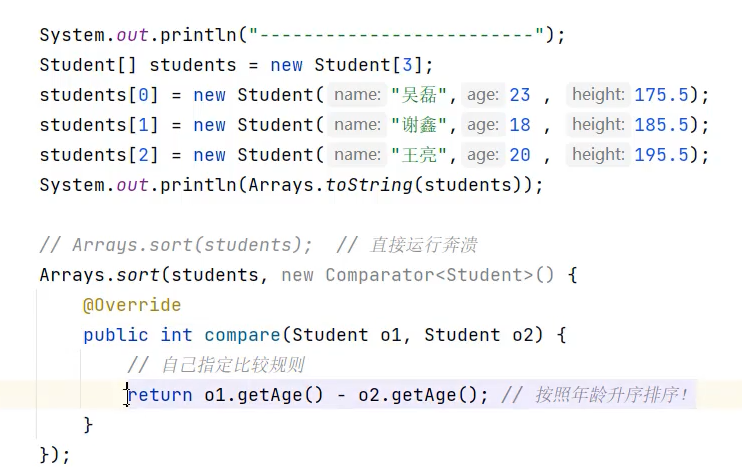 System.out.println("-------------------------");
Student[] students = new Student[3];
students[0] = new Student( name: "吴磊", age: 23 , height: 175.5);
students[1] = new Student( name: "谢鑫", age: 18 , height: 185.5);
students[2] = new Student( name: "王亮", age: 20 , height: 195.5);
System.out.println(Arrays.toString(students));
// Arrays.sort(students);  // 直接运行奔溃
Arrays.sort(students, new Comparator<Student>() {
@Override
public int compare(Student o1, Student o2) {
// 自己指定比较规则
return o1.getAge() - o2.getAge(); // 按照年龄升序排序!
}
});